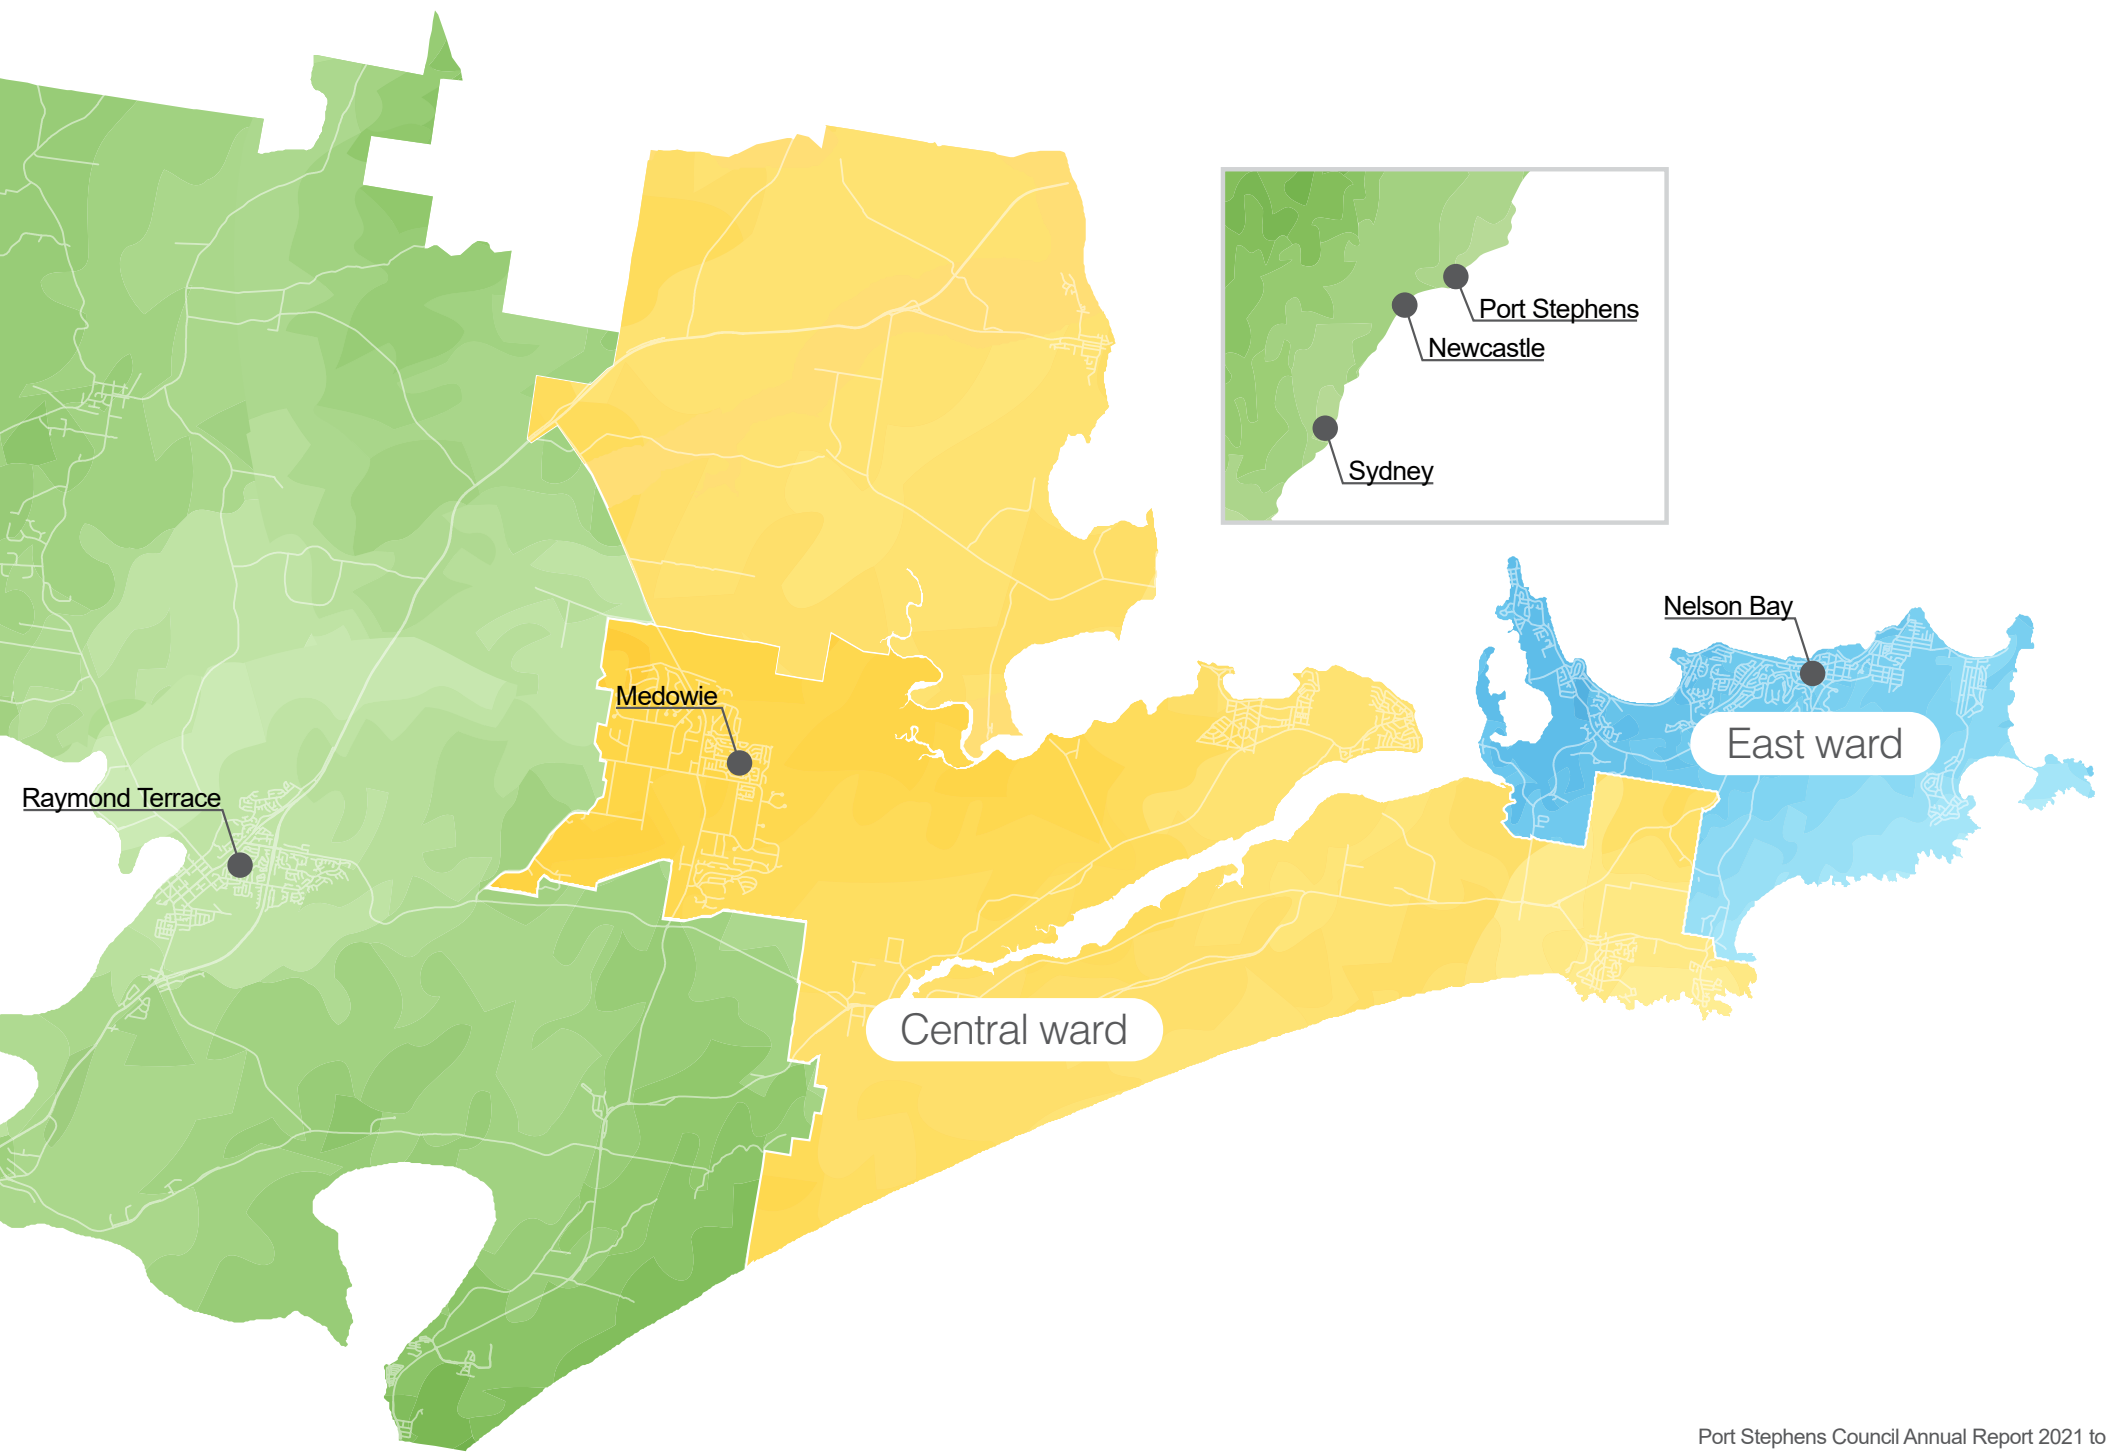 Port Stephens
Newcastle
Sydney
Nelson Bay
East ward
Medowie
Raymond Terrace
Central ward
Port Stephens Council Annual Report 2021 to